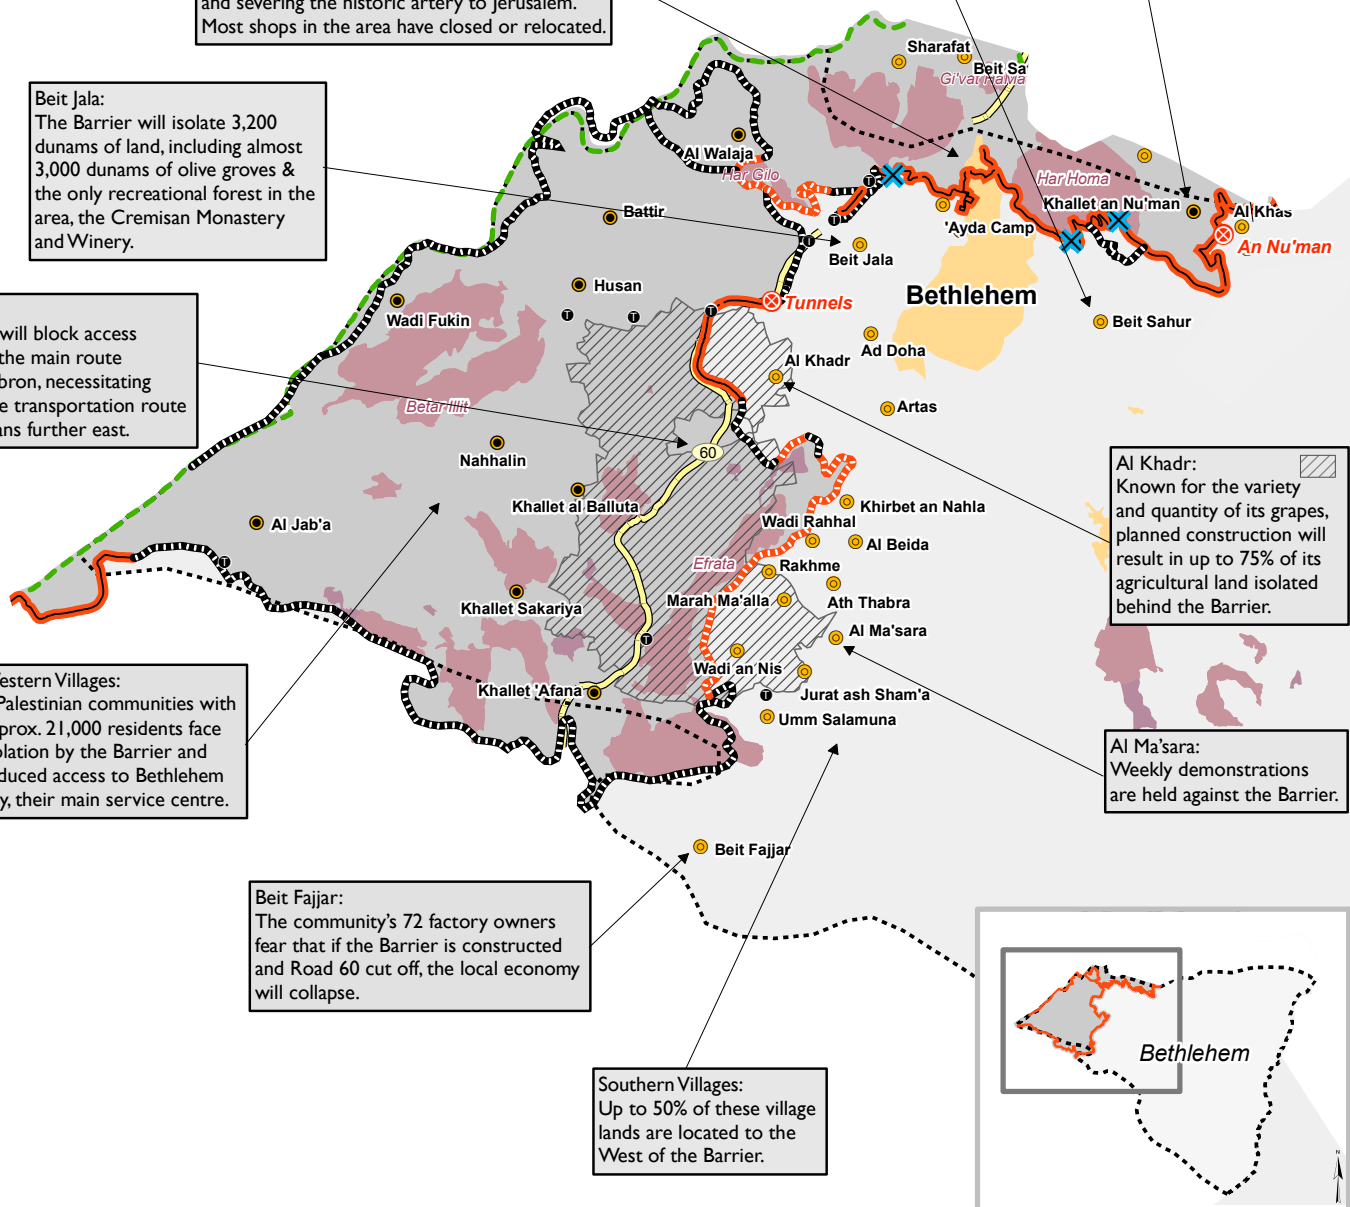 and severing the historic artery to Jerusalem.
Most shops in the area have closed or relocated.
Sharafat
Beit Sa
Gi'vat Hama
Beit Jala:
The Barrier will isolate 3,200
dunams of land, including almost
3,000 dunams of olive groves &
the only recreational forest in the
area, the Cremisan Monastery
and Winery.
Al Walaja
Har Gilo
T
Har Homa
Khallet an Nu'man
Al Khas
An Nu'man
Battir
'Ayda Camp
T
T
Beit Jala
Husan
Bethlehem
Tunnels
Wadi Fukin
T
T
T
Beit Sahur
will block access
the main route
bron, necessitating
e transportation route
ans further east.
Ad Doha
Al Khadr
Betar Illit
Artas
Nahhalin
60
Al Khadr:
Known for the variety
and quantity of its grapes,
planned construction will
result in up to 75% of its
agricultural land isolated
behind the Barrier.
Khallet al Balluta
Khirbet an Nahla
Al Jab'a
Wadi Rahhal
Al Beida
T
Efrata
Rakhme
Khallet Sakariya
Marah Ma'alla
Ath Thabra
Al Ma'sara
T
Wadi an Nis
Khallet 'Afana
T
Jurat ash Sham'a
Umm Salamuna
estern Villages:
Palestinian communities with
prox. 21,000 residents face
olation by the Barrier and
duced access to Bethlehem
y, their main service centre.
Al Ma'sara:
Weekly demonstrations
are held against the Barrier.
Beit Fajjar
Beit Fajjar:
The community's 72 factory owners
fear that if the Barrier is constructed
and Road 60 cut off, the local economy
will collapse.
Bethlehem
Southern Villages:
Up to 50% of these village
lands are located to the
West of the Barrier.
N